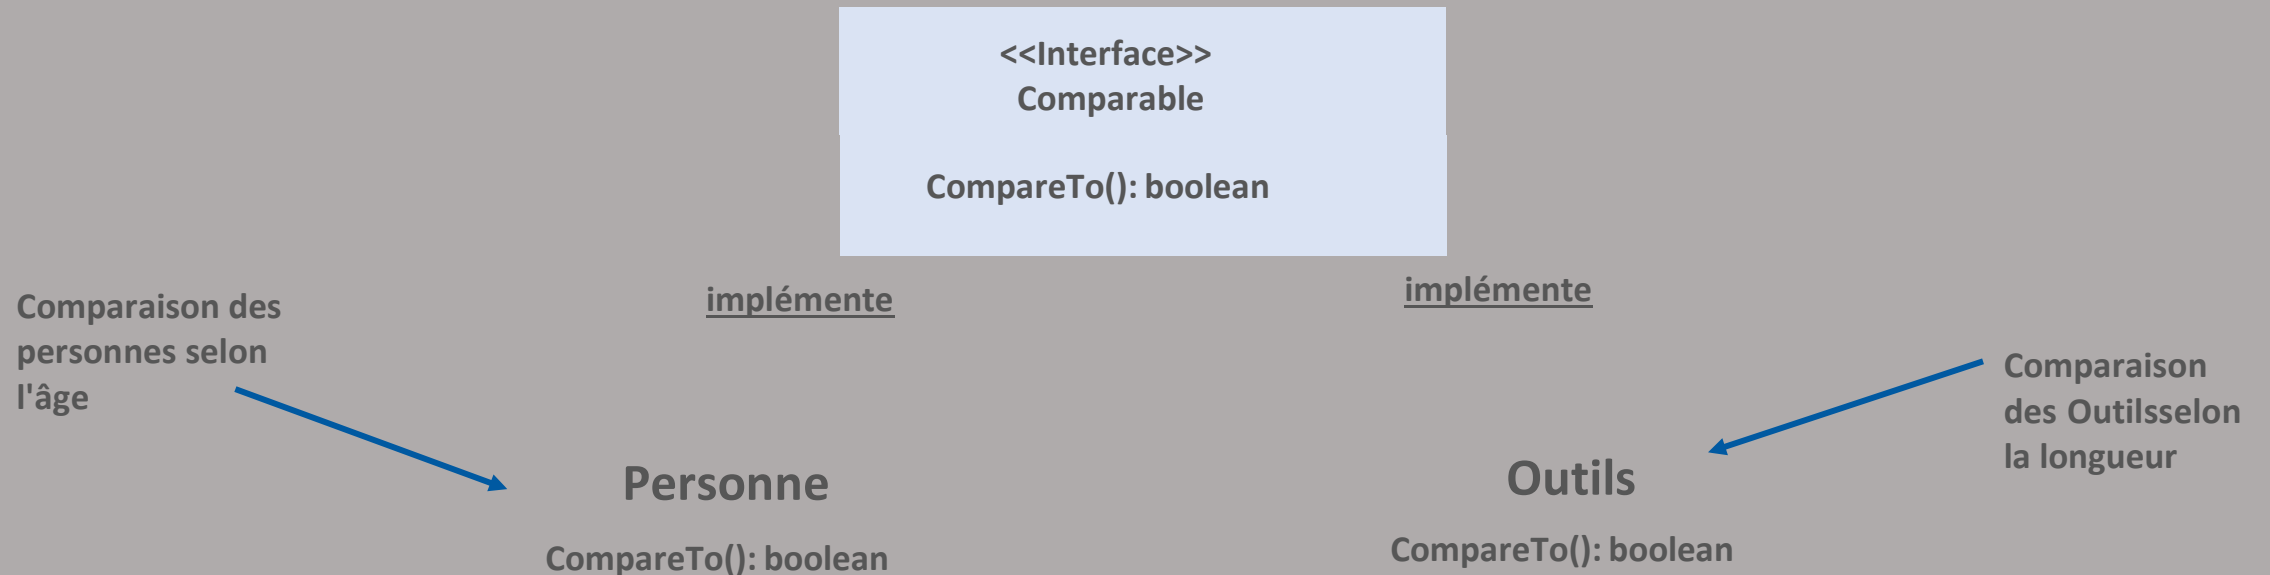 <<Interface>>
Comparable
CompareTo(): boolean
implémente
implémente
Comparaison des
personnes selon
l'âge
Comparaison
des Outilsselon
la longueur
Personne
Outils
CompareTo(): boolean
CompareTo(): boolean